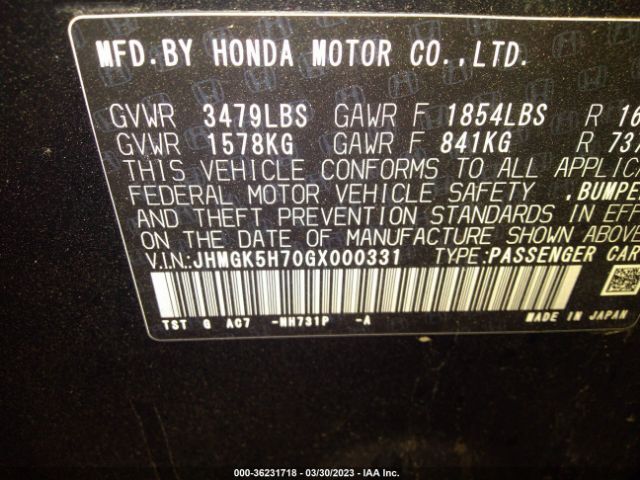 MFD.BY HONDA MOTOR CO.,LTD.
GVWR 3479LBS GAWR F 1854LBS R 16
GVWR 1578KG GAWR F 841KG R 737
THIS VEHICLE CONFORMS TO ALL APPLICA
FEDERAL MOTOR VEHICLE SAFETY ,BUMPE
AND THEFT PREVENTION STANDARDS IN EFFE
ON THE DATE OF MANUFACTURE SHOWN ABOVE
V.I.N.:JHMGK5H70GX000331 TYPE:PASSENGER CAR
TST G AC7 -NH731P -A
MADE IN JAPAN
000-36231718 - 03/30/2023 - IAA Inc.